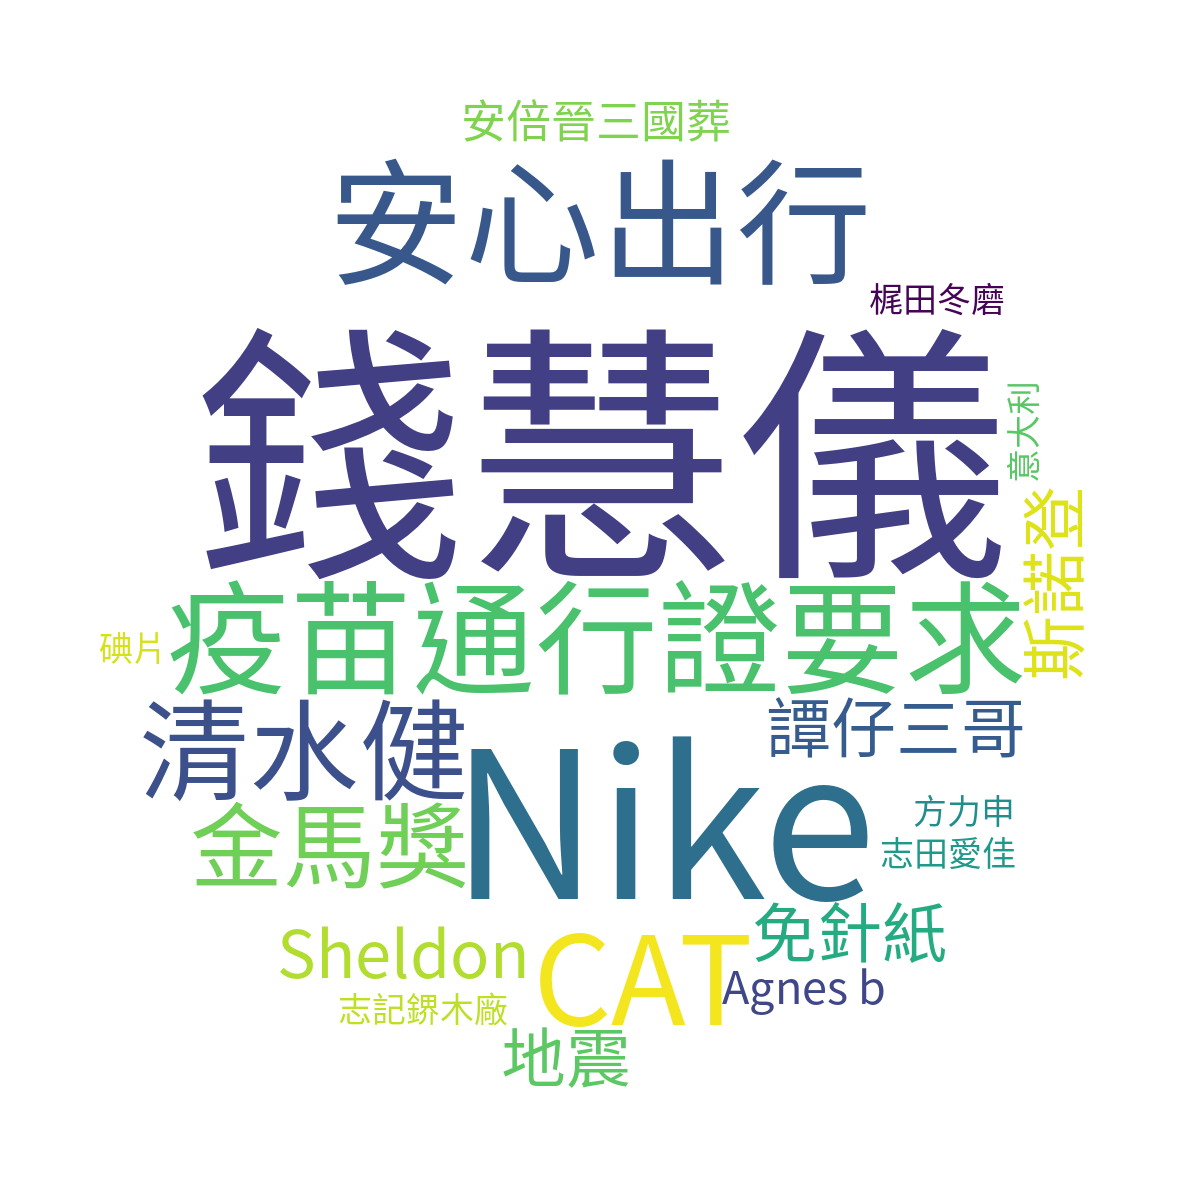 安倍晉三國葬
安心出行
梶田冬磨
錢慧儀
意大利
斯諾登
疫苗通行證要求
碘片
清水健
譚仔三哥
Nike
金馬獎
方力申
志田愛佳
免針紙
Sheldon
CAT
Agnes b
志記鎅木廠
地震